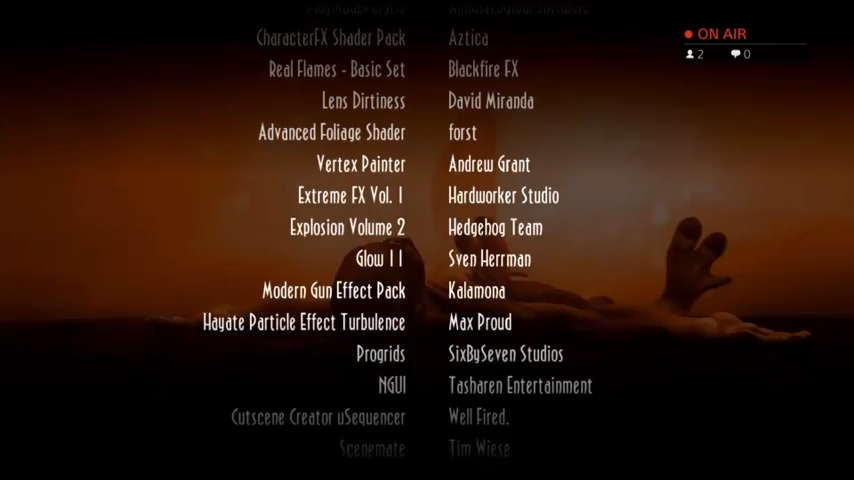 CharacterFX Shader Pack Aztica
Real Flames - Basic Set Blackfire FX
Lens Dirtiness David Miranda
Advanced Foliage Shader forst
Vertex Painter Andrew Grant
Extreme FX Vol. 1 Hardworker Studio
Explosion Volume 2 Hedgehog Team
Glow 11 Sven Herrman
Modern Gun Effect Pack Kalamona
Hayate Particle Effect Turbulence Max Proud
Progrids SixBySeven Studios
NGUI Tasharen Entertainment
Cutscene Creator uSequencer Well Fired.
Scenemate Tim Wiese
ON AIR
2 0